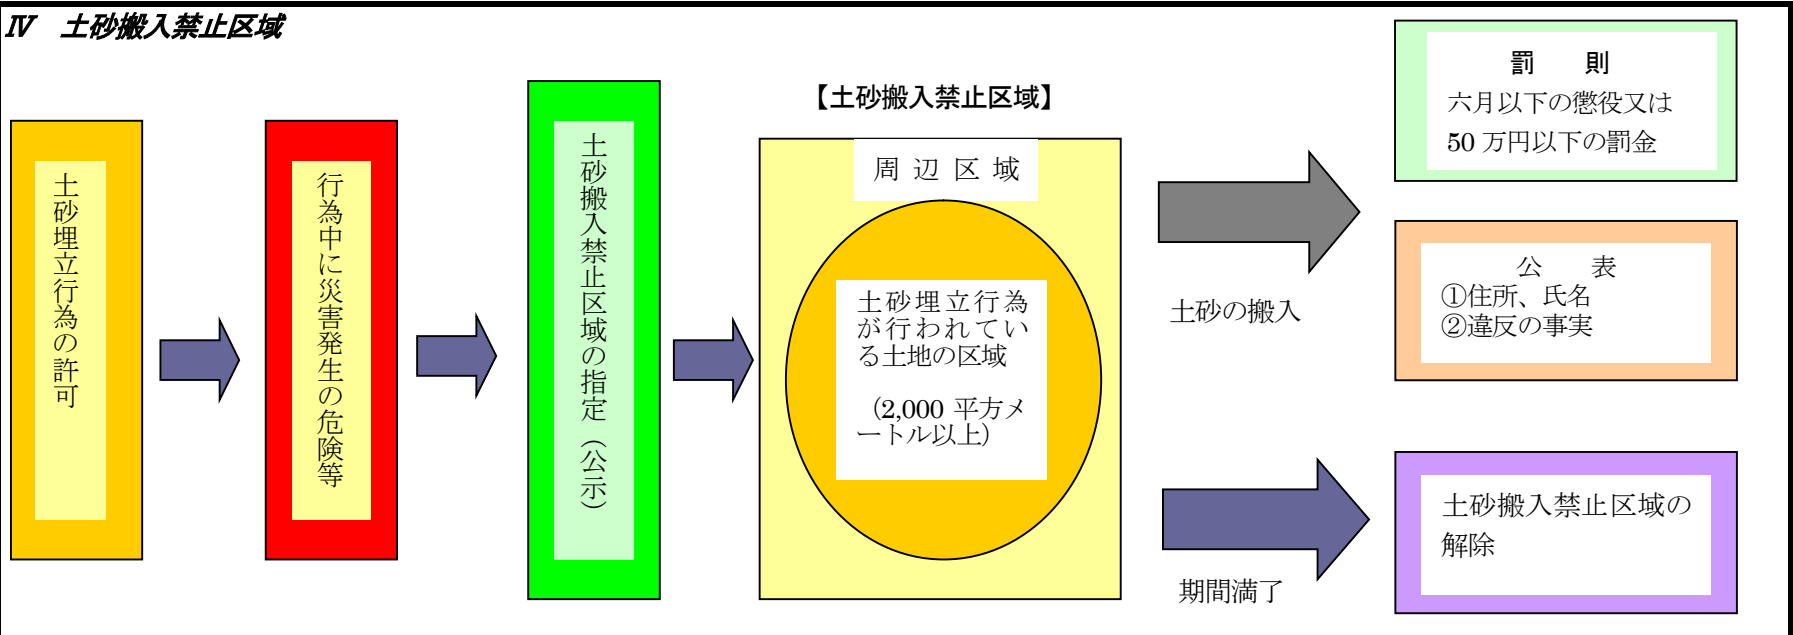 Ⅳ 土砂搬入禁止区域
土砂埋立行為の許可
行為中に災害発生の危険等
土砂搬入禁止区域の指定（公示）
【土砂搬入禁止区域】
周辺区域
土砂埋立行為
が行われてい
る土地の区域
（2,000 平方メ
ートル以上）
土砂の搬入
期間満了
罰 則
六月以下の懲役又は
50 万円以下の罰金
公 表
①住所、氏名
②違反の事実
土砂搬入禁止区域の
解除